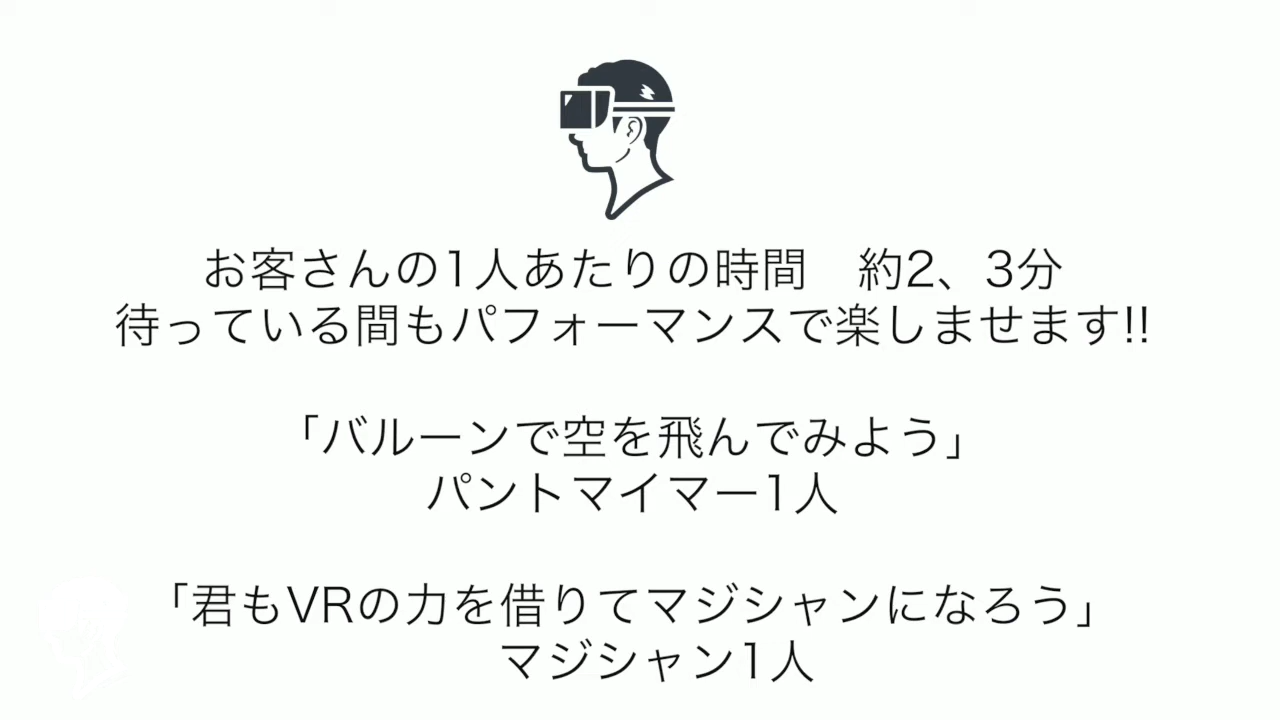 お客さんの1人あたりの時間　約2、3分
待っている間もパフォーマンスで楽しませます!!
「バルーンで空を飛んでみよう」
パントマイマー1人
「君もVRの力を借りてマジシャンになろう」
マジシャン1人